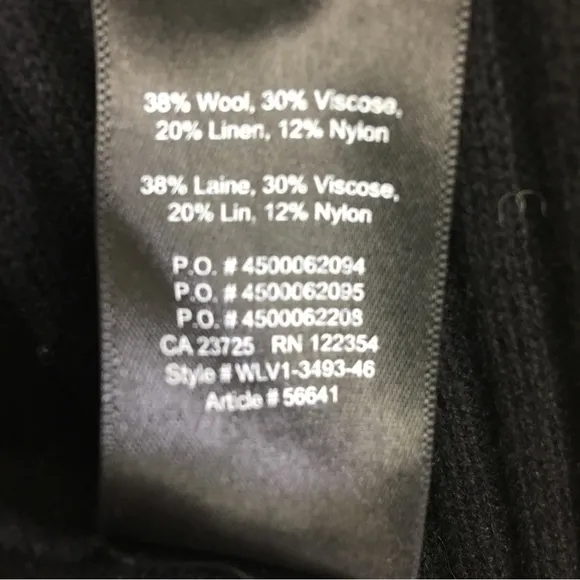 38% Wool, 30% Viscose,
20% Linen, 12% Nylon
38% Laine, 30% Viscose,
20% Lin, 12% Nylon
P.O. # 4500062094
P.O. # 4500062095
P.O. # 4500062208
CA 23725 RN 122354
Style # WLV1-3493-46
Article # 56641